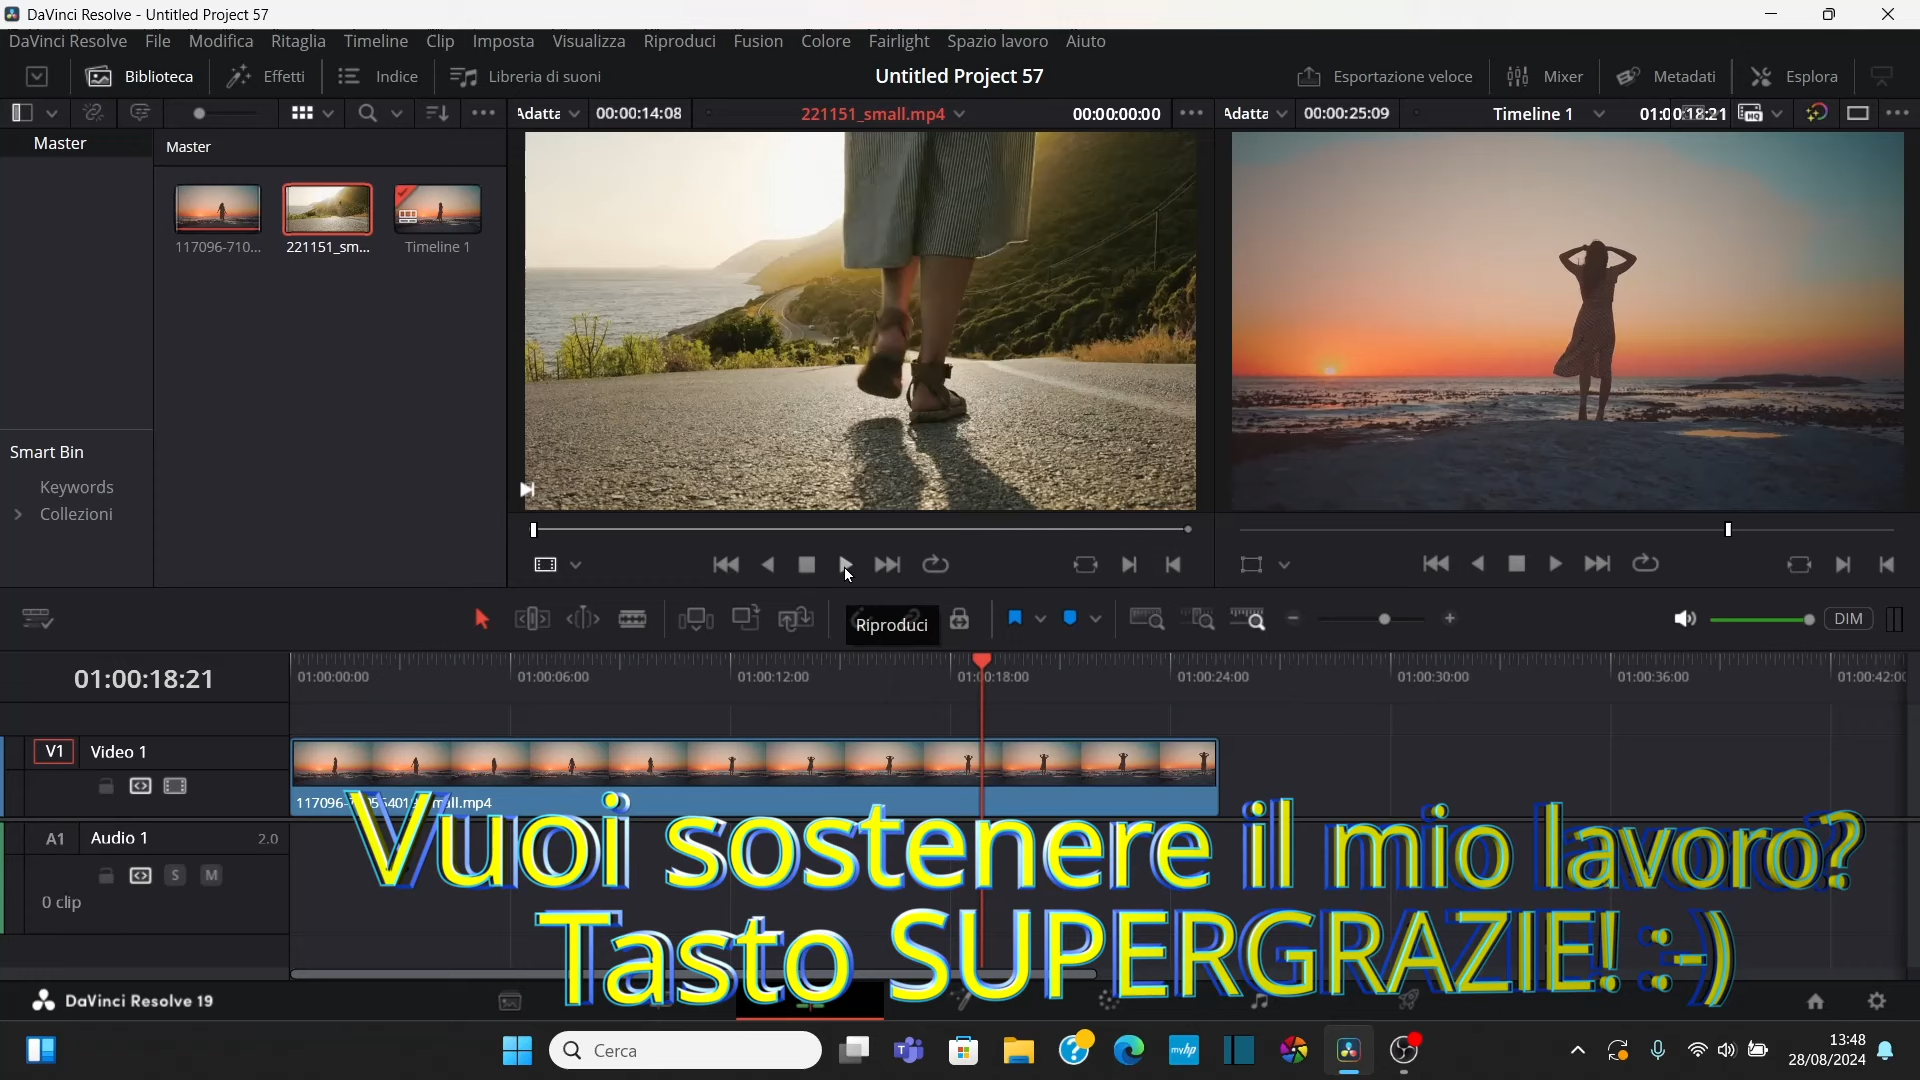 DaVinci Resolve - Untitled Project 57
DaVinci Resolve File Modifica Ritaglia Timeline Clip Imposta Visualizza Riproduci Fusion Colore Fairlight Spazio lavoro Aiuto
Biblioteca Effetti Indice Libreria di suoni Untitled Project 57 Esportazione veloce Mixer Metadati Esplora
Adatta 00:00:14:08 221151_small.mp4 00:00:00:00 Adatta 00:00:25:09 Timeline 1 01:00:18:21
Master
Master
117096-710... 221151_sm... Timeline 1
Smart Bin
Keywords
Collezioni
Riproduci
DIM
01:00:18:21
01:00:00:00 01:00:06:00 01:00:12:00 01:00:18:00 01:00:24:00 01:00:30:00 01:00:36:00 01:00:42:00
V1 Video 1
A1 Audio 1 2.0
S M
0 clip
Vuoi sostenere il mio lavoro?
Tasto SUPERGRAZIE! :-)
DaVinci Resolve 19
Cerca
13:48
28/08/2024